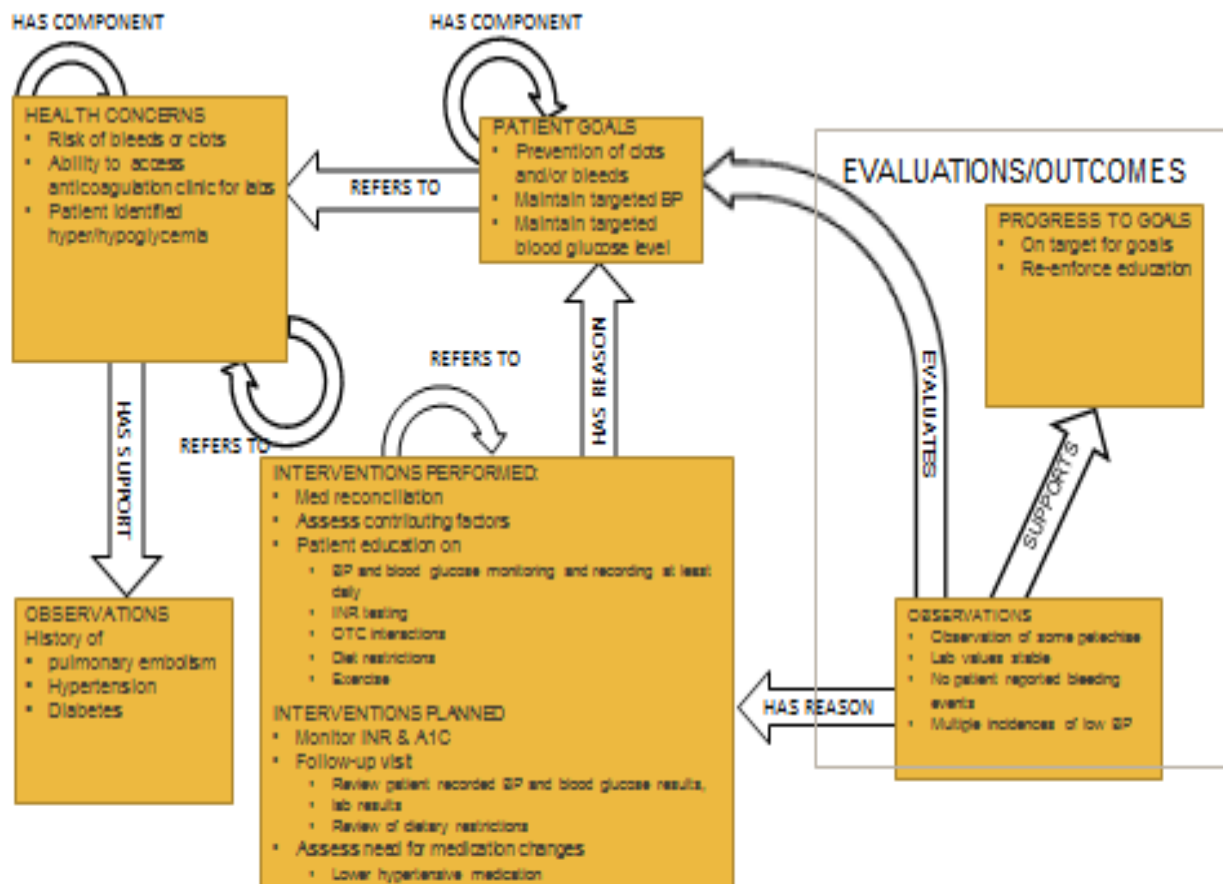 HAS COMPONENT
HAS COMPONENT
HEALTH CONCERNS
▪ Risk of bleeds or clots
▪ Ability to access
anticoagulation clinic for labs
▪ Patient identified
hyper/hypoglycemia
REFERS TO
PATIENT GOALS
▪ Prevention of clots
and/or bleeds
▪ Maintain targeted BP
▪ Maintain targeted
blood glucose level
EVALUATIONS/OUTCOMES
PROGRESS TO GOALS
▪ On target for goals
▪ Re-enforce education
HAS SUPPORT
REFERS TO
REFERS TO
HAS REASON
EVALUATES
SUPPORTS
OBSERVATIONS
History of
▪ pulmonary embolism
▪ Hypertension
▪ Diabetes
INTERVENTIONS PERFORMED:
▪ Med reconciliation
▪ Assess contributing factors
▪ Patient education on
▪ BP and blood glucose monitoring and recording at least
daily
▪ INR testing
▪ OTC interactions
▪ Diet restrictions
▪ Exercise
INTERVENTIONS PLANNED
▪ Monitor INR & A1C
▪ Follow-up visit
▪ Review patient recorded BP and blood glucose results,
▪ lab results
▪ Review of dietary restrictions
▪ Assess need for medication changes
▪ Lower hypertensive medication
HAS REASON
OBSERVATIONS
▪ Observation of some petechise
▪ Lab values stable
▪ No patient reported bleeding
events
▪ Multiple incidences of low BP